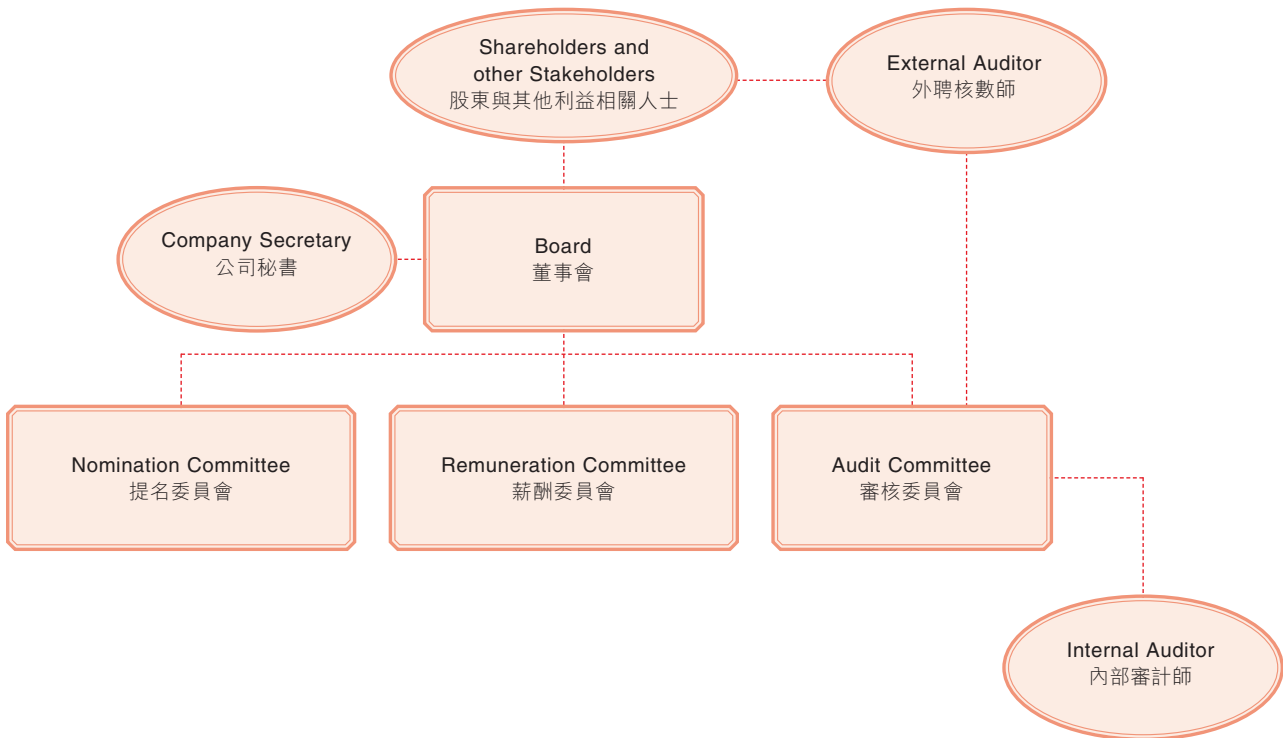 Shareholders and
other Stakeholders
股東與其他利益相關人士
External Auditor
外聘核數師
Company Secretary
公司秘書
Board
董事會
Nomination Committee
提名委員會
Remuneration Committee
薪酬委員會
Audit Committee
審核委員會
Internal Auditor
內部審計師